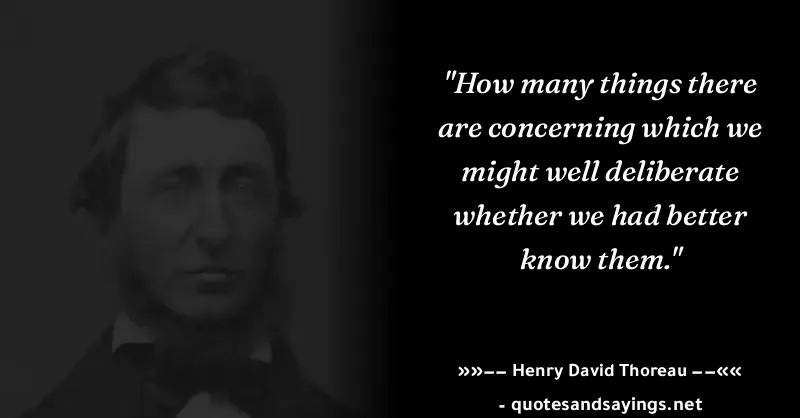 "How many things there
are concerning which we
might well deliberate
whether we had better
know them."
»»−− Henry David Thoreau −−««
- quotesandsayings.net